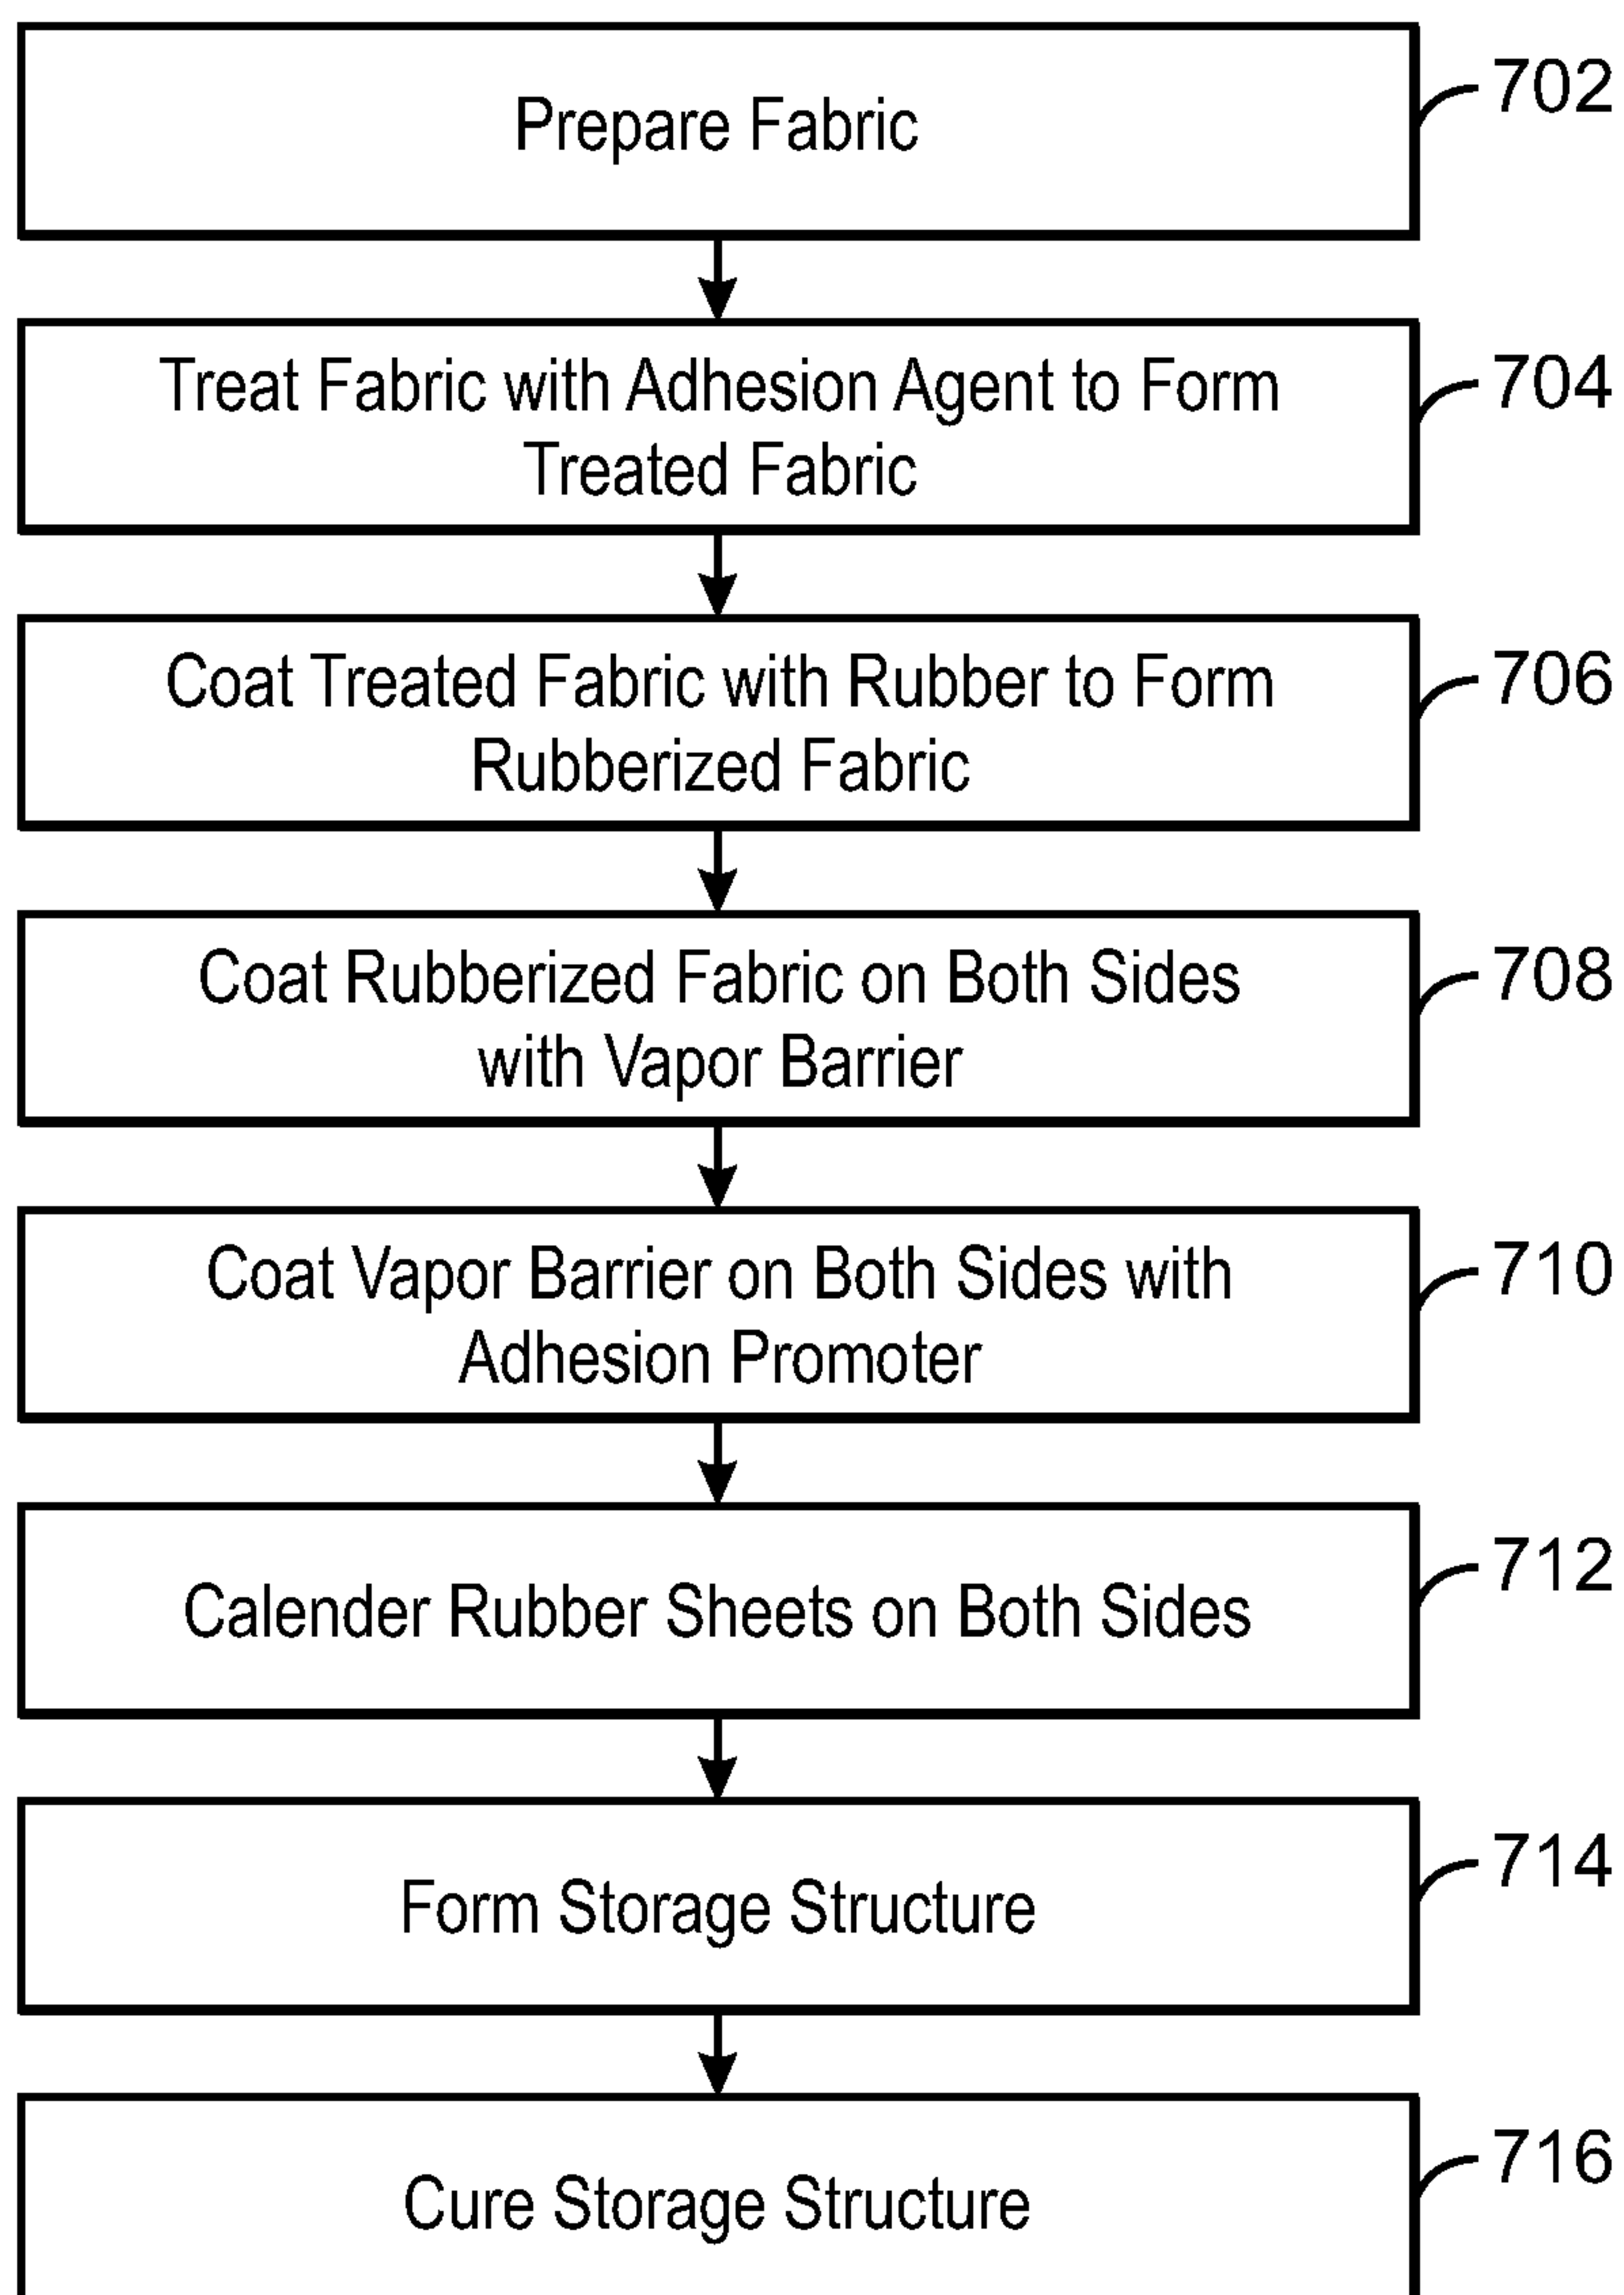 Prepare Fabric
702
Treat Fabric with Adhesion Agent to Form
Treated Fabric
704
Coat Treated Fabric with Rubber to Form
Rubberized Fabric
706
Coat Rubberized Fabric on Both Sides
with Vapor Barrier
708
Coat Vapor Barrier on Both Sides with
Adhesion Promoter
710
Calender Rubber Sheets on Both Sides
712
Form Storage Structure
714
Cure Storage Structure
716